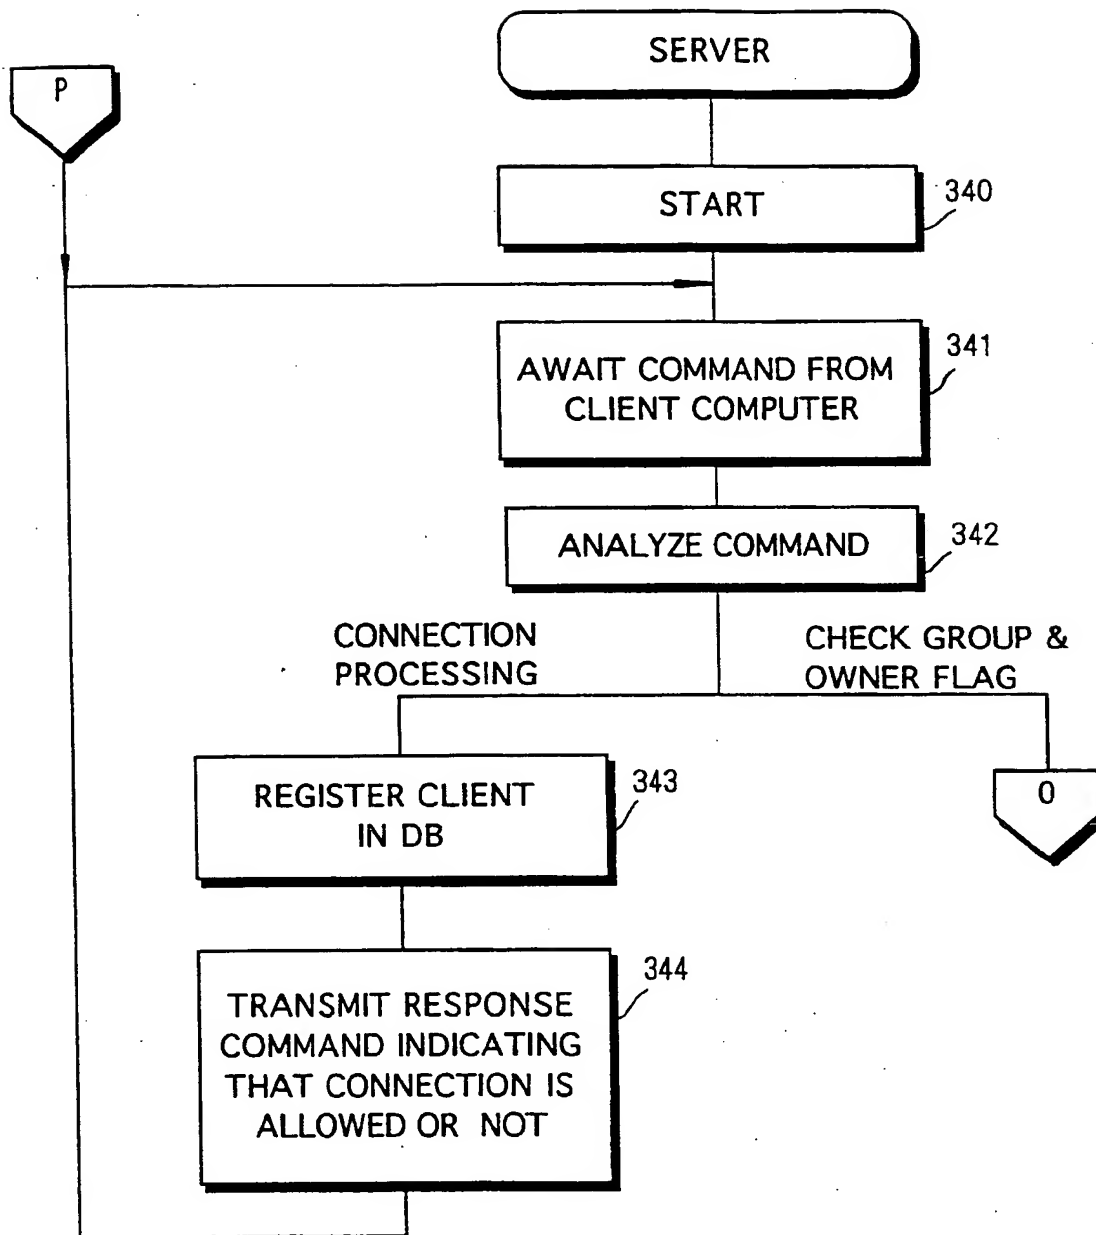 SERVER
P
START
340
AWAIT COMMAND FROM
CLIENT COMPUTER
341
ANALYZE COMMAND
342
CONNECTION
PROCESSING
CHECK GROUP &
OWNER FLAG
REGISTER CLIENT
IN DB
343
O
TRANSMIT RESPONSE
COMMAND INDICATING
THAT CONNECTION IS
ALLOWED OR NOT
344